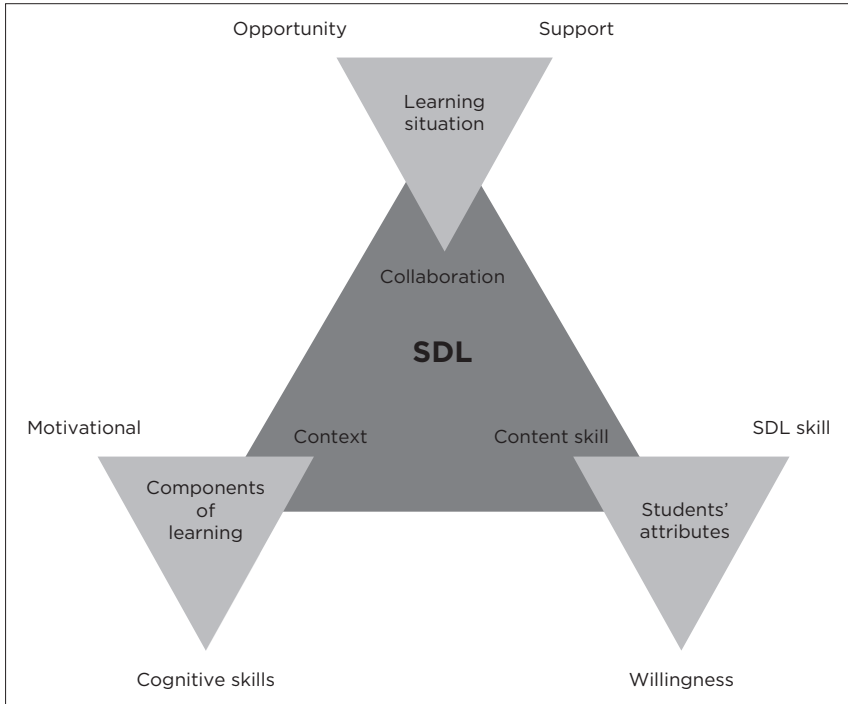 Opportunity
Support
Learning
situation
Collaboration
SDL
Motivational
Context
Content skill
SDL skill
Components
of
learning
Students’
attributes
Cognitive skills
Willingness